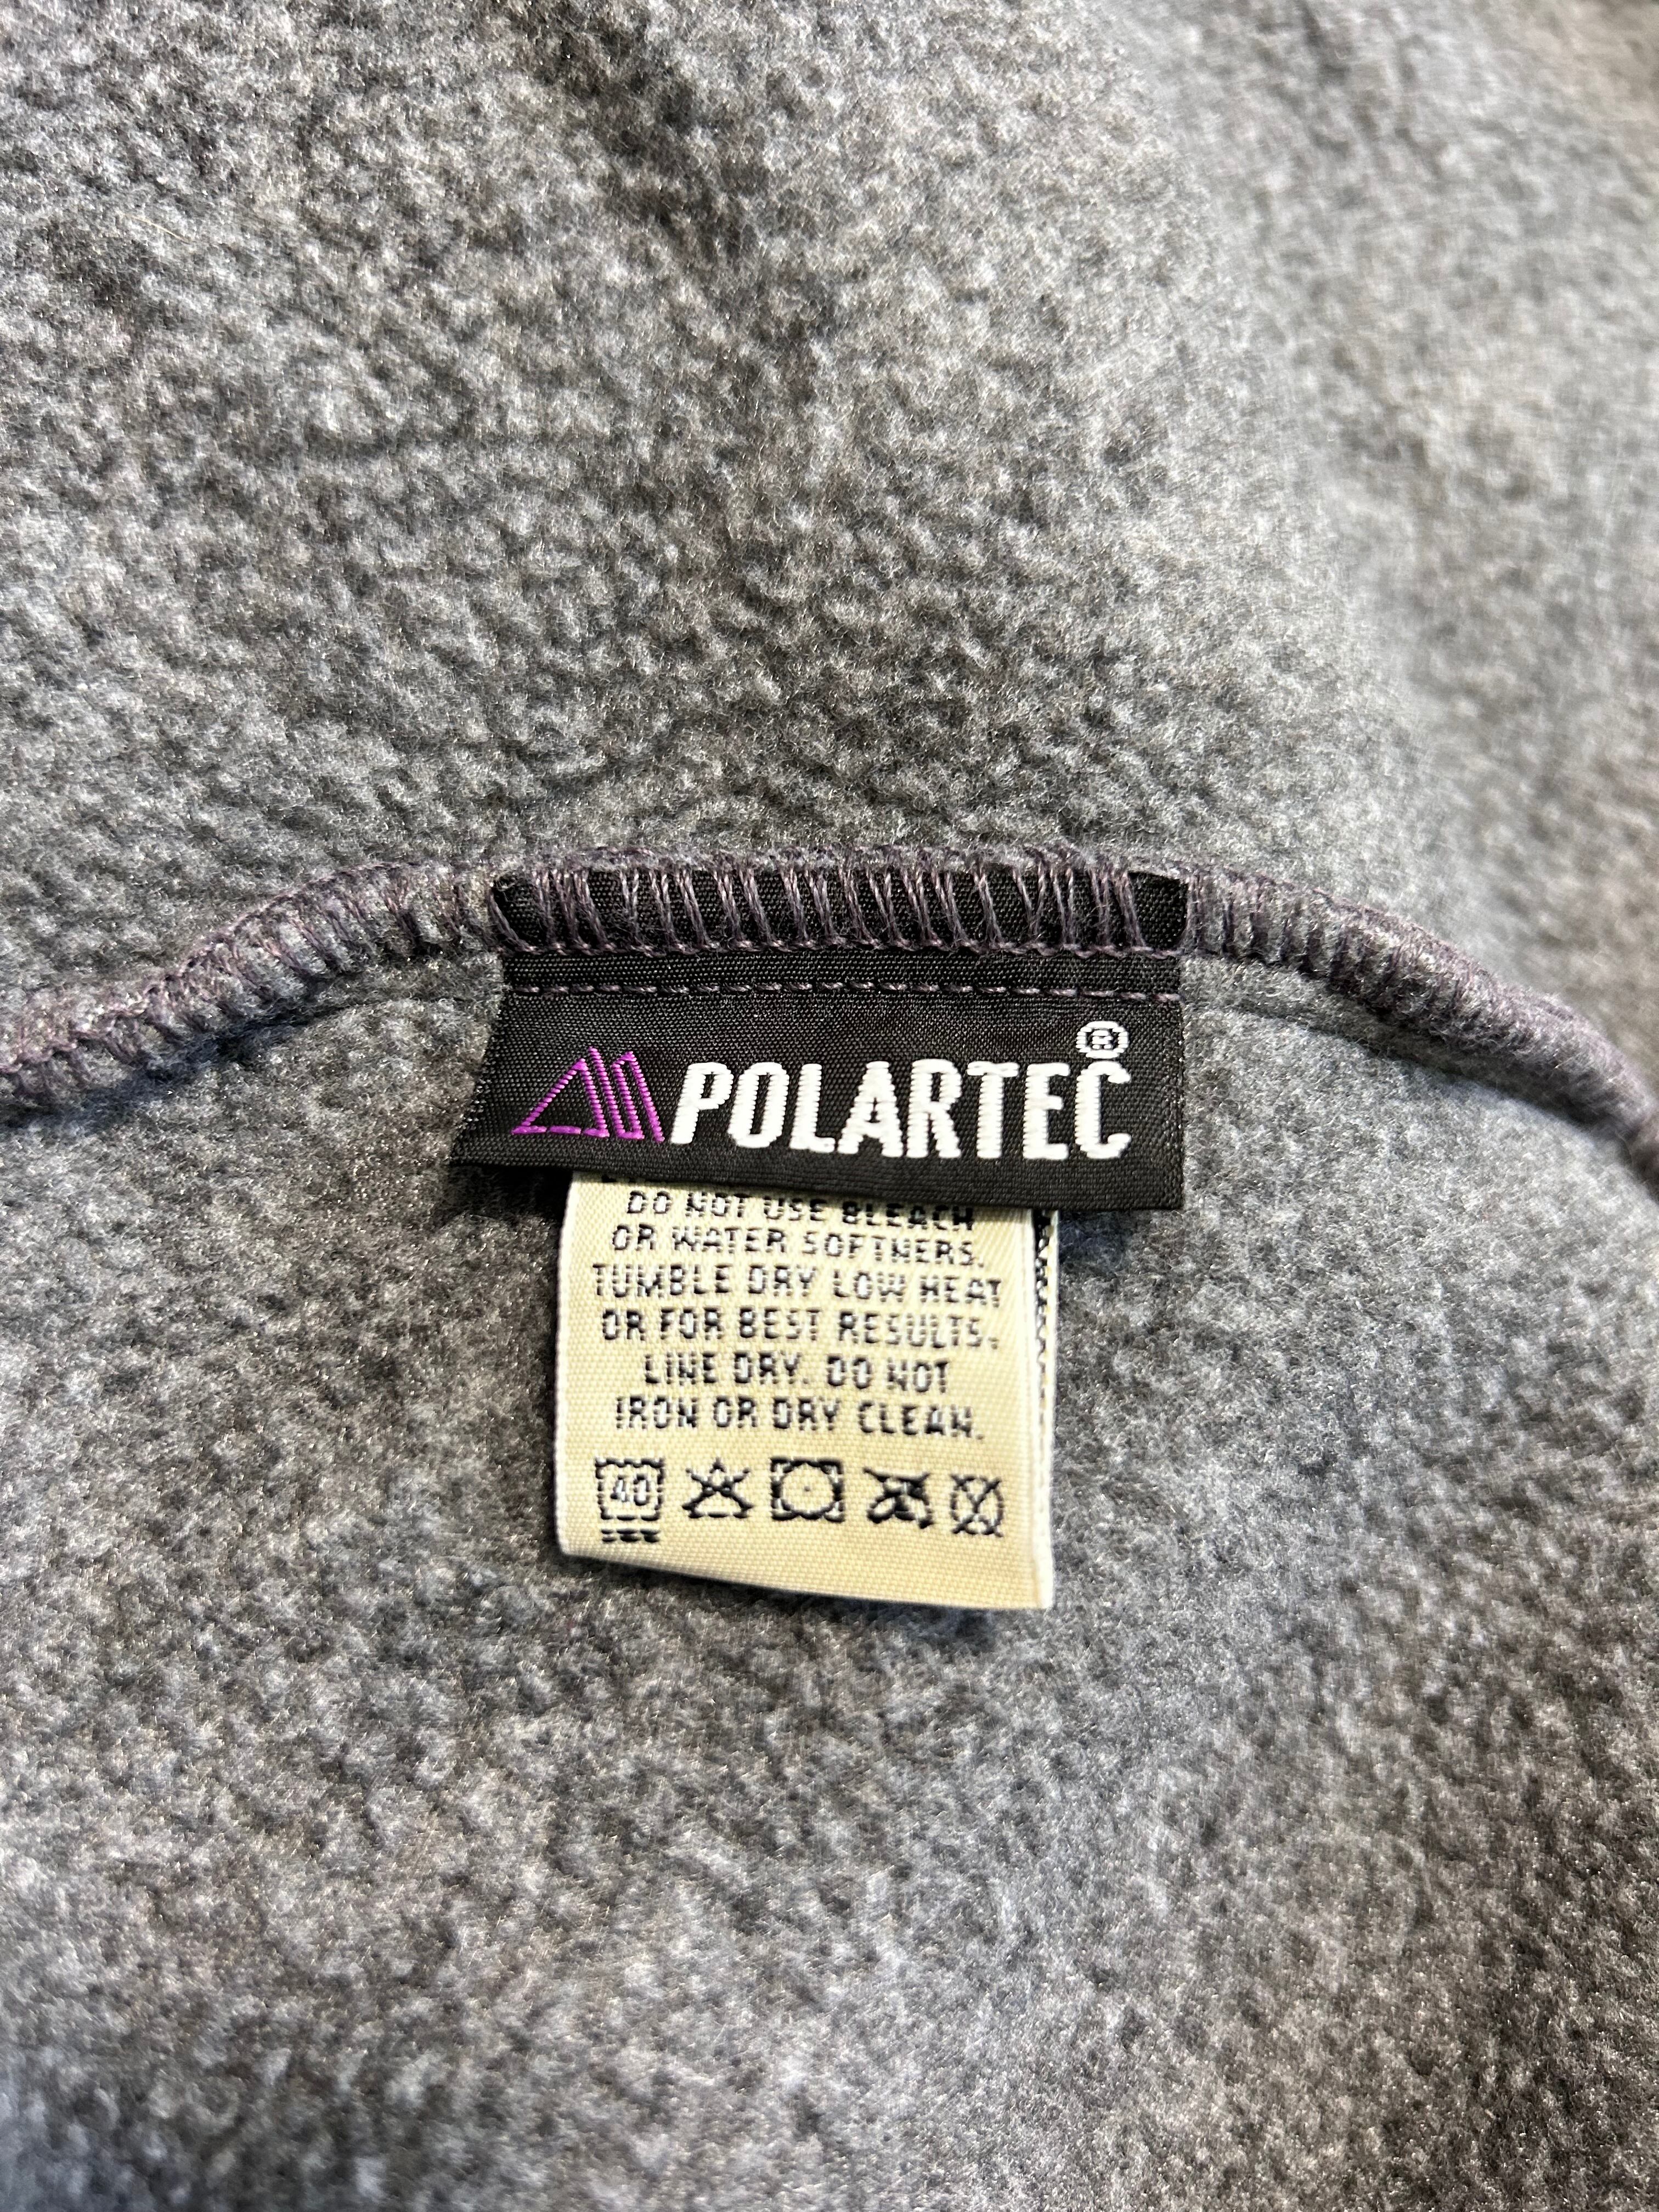 POLARTEC®
DO NOT USE BLEACH
OR WATER SOFTNERS.
TUMBLE DRY LOW HEAT
OR FOR BEST RESULTS,
LINE DRY. DO NOT
IRON OR DRY CLEAN.
40